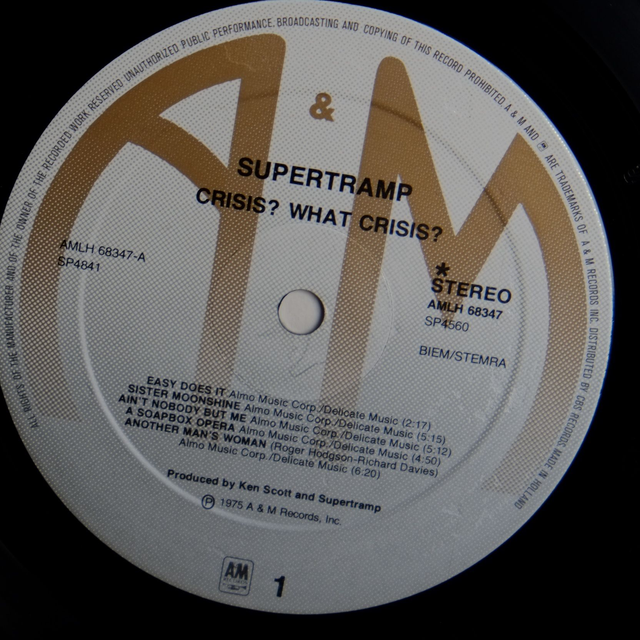 ALL RIGHTS OF THE MANUFACTURER AND OF THE OWNER OF THE RECORDED WORK RESERVED. UNAUTHORIZED PUBLIC PERFORMANCE, BROADCASTING AND COPYING OF THIS RECORD PROHIBITED A & M AND ARE TRADEMARKS OF A & M RECORDS INC. DISTRIBUTED BY CBS RECORDS. MADE IN HOLLAND
A & M
SUPERTRAMP
CRISIS? WHAT CRISIS?
AMLH 68347-A
SP4841
*
STEREO
AMLH 68347
SP4560
BIEM/STEMRA
EASY DOES IT Almo Music Corp./Delicate Music (2:17)
SISTER MOONSHINE Almo Music Corp./Delicate Music (5:15)
AIN'T NOBODY BUT ME Almo Music Corp./Delicate Music (5:12)
A SOAPBOX OPERA Almo Music Corp./Delicate Music (4:50)
ANOTHER MAN'S WOMAN (Roger Hodgson-Richard Davies)
Almo Music Corp./Delicate Music (6:20)
Produced by Ken Scott and Supertramp
℗ 1975 A & M Records, Inc.
AM
1